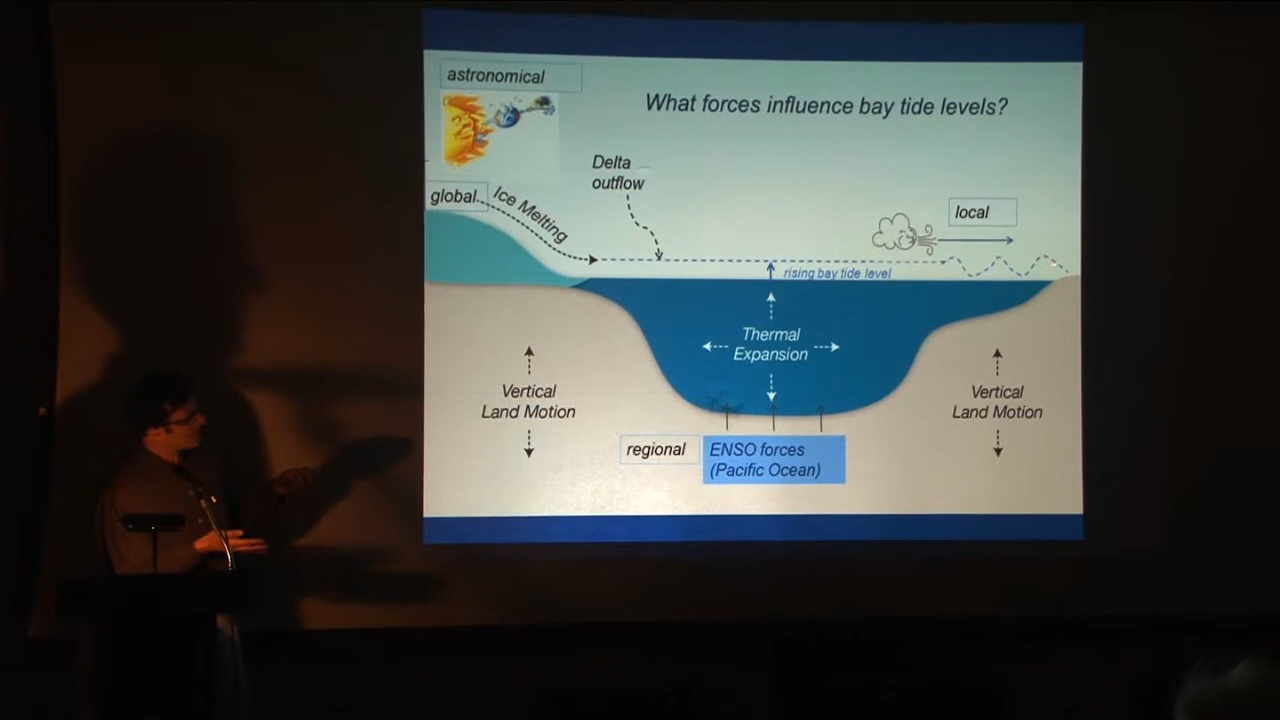 astronomical
What forces influence bay tide levels?
Delta
outflow
global
Ice Melting
local
rising bay tide level
Thermal
Expansion
Vertical
Land Motion
Vertical
Land Motion
regional
ENSO forces
(Pacific Ocean)